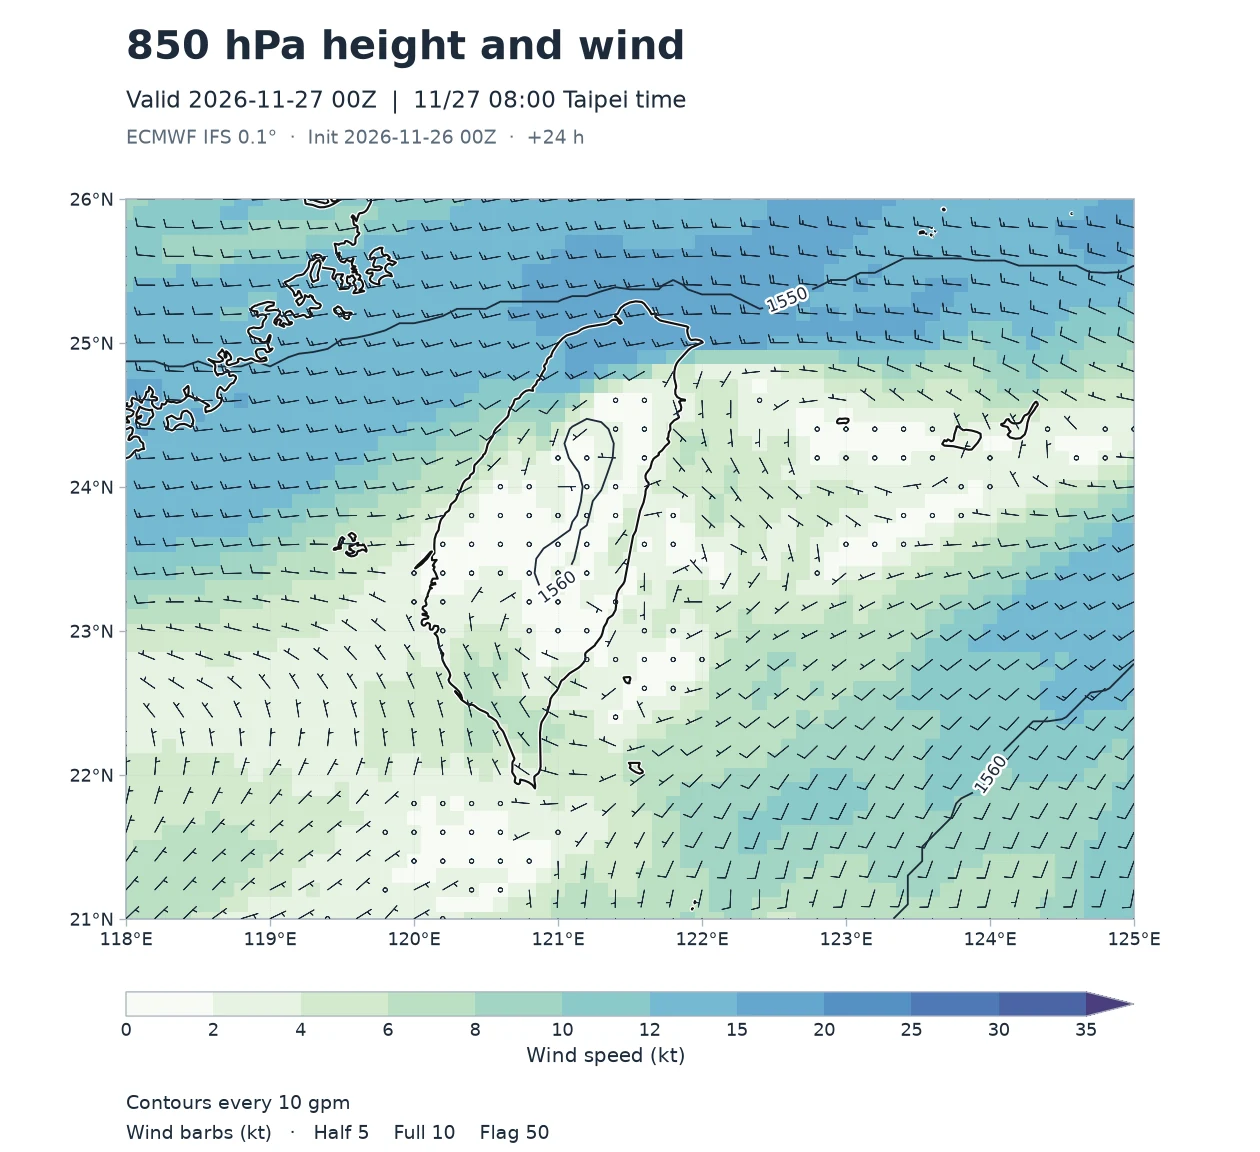 850 hPa height and wind
Valid 2026-11-27 00Z | 11/27 08:00 Taipei time
ECMWF IFS 0.1° · Init 2026-11-26 00Z · +24 h
26°N
25°N
24°N
23°N
22°N
21°N
1550
1560
1560
118°E 119°E 120°E 121°E 122°E 123°E 124°E 125°E
0 2 4 6 8 10 12 15 20 25 30 35
Wind speed (kt)
Contours every 10 gpm
Wind barbs (kt) · Half 5 Full 10 Flag 50